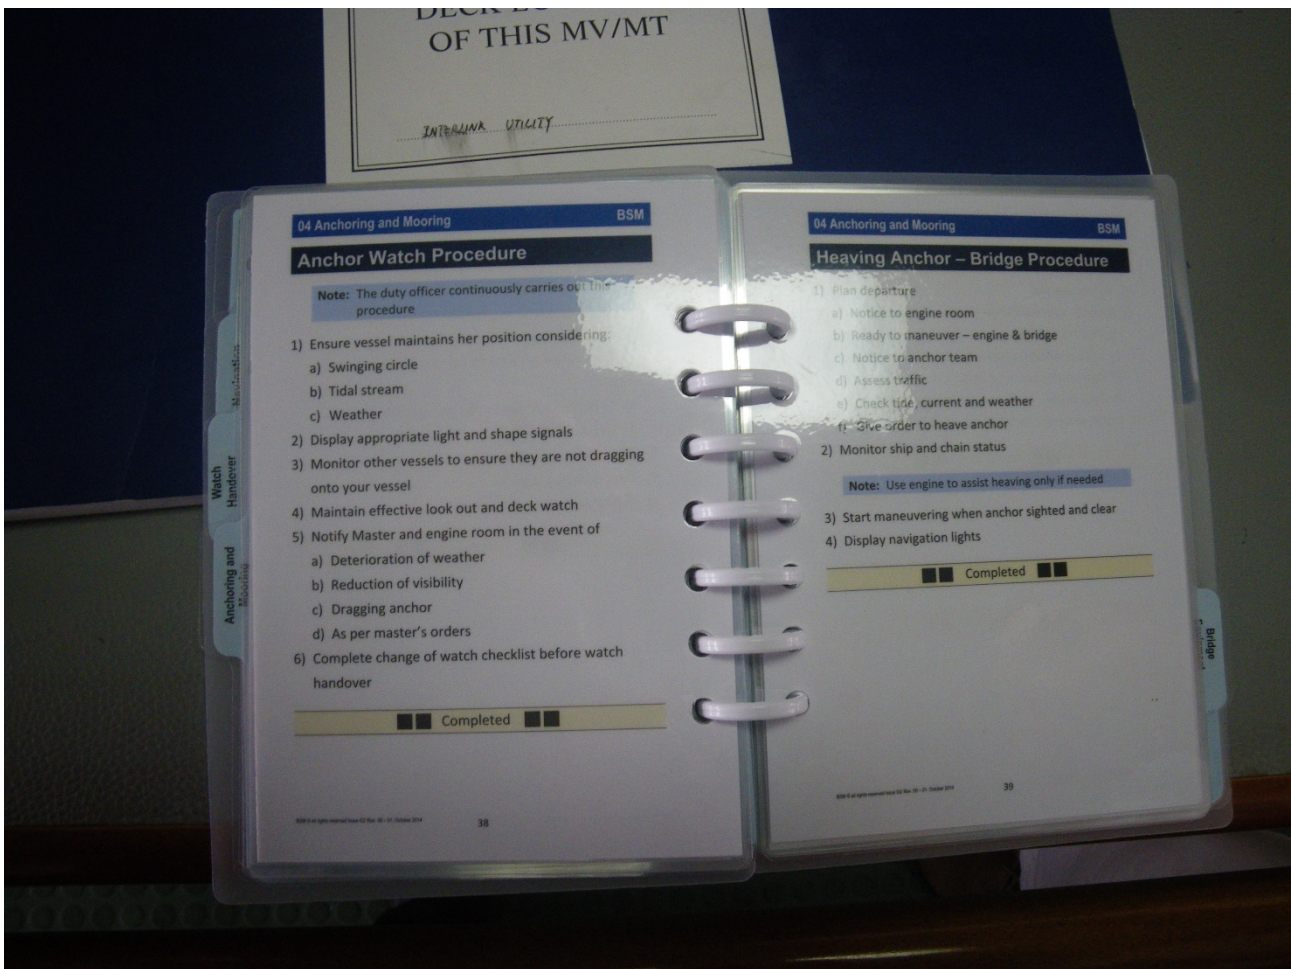 OF THIS MV/MT
INTERLINK UTILITY
04 Anchoring and Mooring BSM
Anchor Watch Procedure
Note: The duty officer continuously carries out this
procedure
1) Ensure vessel maintains her position considering:
a) Swinging circle
b) Tidal stream
c) Weather
2) Display appropriate light and shape signals
3) Monitor other vessels to ensure they are not dragging
onto your vessel
4) Maintain effective look out and deck watch
5) Notify Master and engine room in the event of
a) Deterioration of weather
b) Reduction of visibility
c) Dragging anchor
d) As per master's orders
6) Complete change of watch checklist before watch
handover
Completed
38
Navigation
Watch
Handover
Anchoring and
Mooring
04 Anchoring and Mooring BSM
Heaving Anchor – Bridge Procedure
1) Plan departure
a) Notice to engine room
b) Ready to maneuver – engine & bridge
c) Notice to anchor team
d) Assess traffic
e) Check tide, current and weather
f) Give order to heave anchor
2) Monitor ship and chain status
Note: Use engine to assist heaving only if needed
3) Start maneuvering when anchor sighted and clear
4) Display navigation lights
Completed
39
Bridge